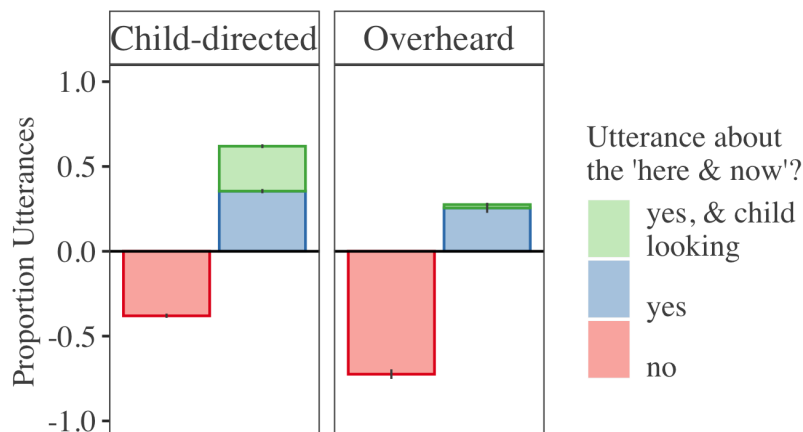 Child-directed
Overheard
Proportion Utterances
1.0
0.5
0.0
-0.5
-1.0
Utterance about
the 'here & now'?
yes, & child
looking
yes
no